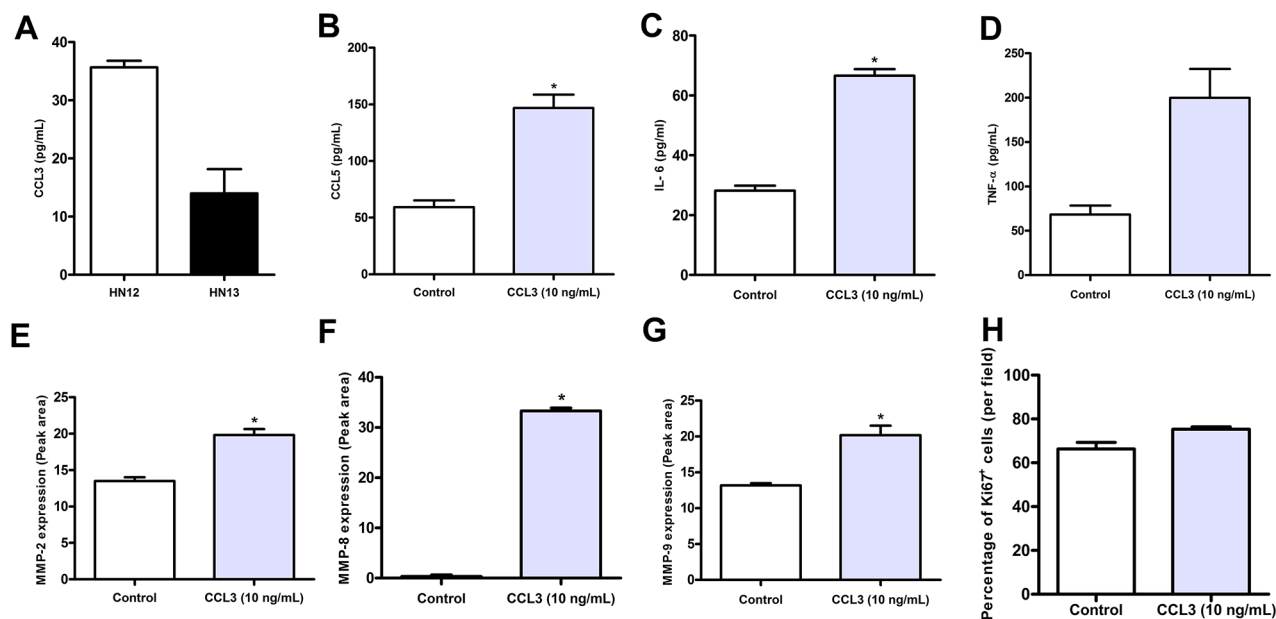 A
CCL3 (pg/mL)
40
30
20
10
0
HN12
HN13
B
CCL5 (pg/mL)
200
150
100
50
0
*
Control
CCL3 (10 ng/mL)
C
IL- 6 (pg/ml)
80
60
40
20
0
*
Control
CCL3 (10 ng/mL)
D
TNF-α (pg/mL)
250
200
150
100
50
0
Control
CCL3 (10 ng/mL)
E
MMP-2 expression (Peak area)
25
20
15
10
5
0
*
Control
CCL3 (10 ng/mL)
F
MMP-8 expression (Peak area)
40
30
20
10
0
*
Control
CCL3 (10 ng/mL)
G
MMP-9 expression (Peak area)
25
20
15
10
5
0
*
Control
CCL3 (10 ng/mL)
H
Percentage of Ki67⁺ cells (per field)
100
80
60
40
20
0
Control
CCL3 (10 ng/mL)